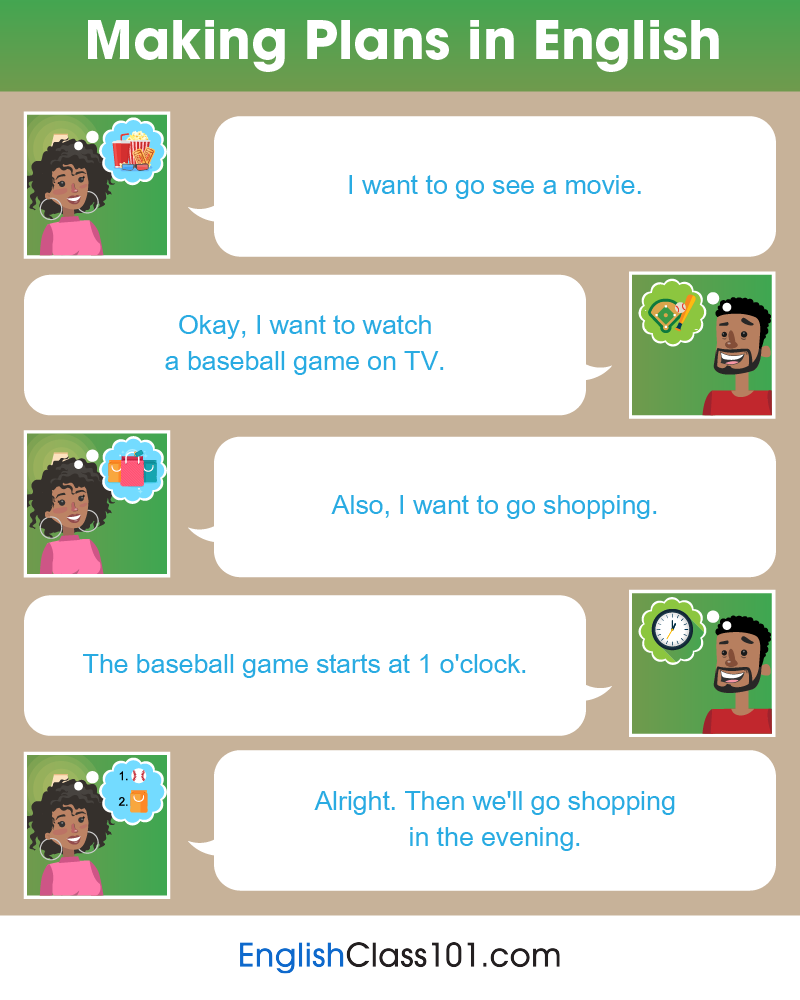 Making Plans in English
I want to go see a movie.
Okay, I want to watch
a baseball game on TV.
Also, I want to go shopping.
The baseball game starts at 1 o'clock.
1.
2.
Alright. Then we'll go shopping
in the evening.
EnglishClass101.com